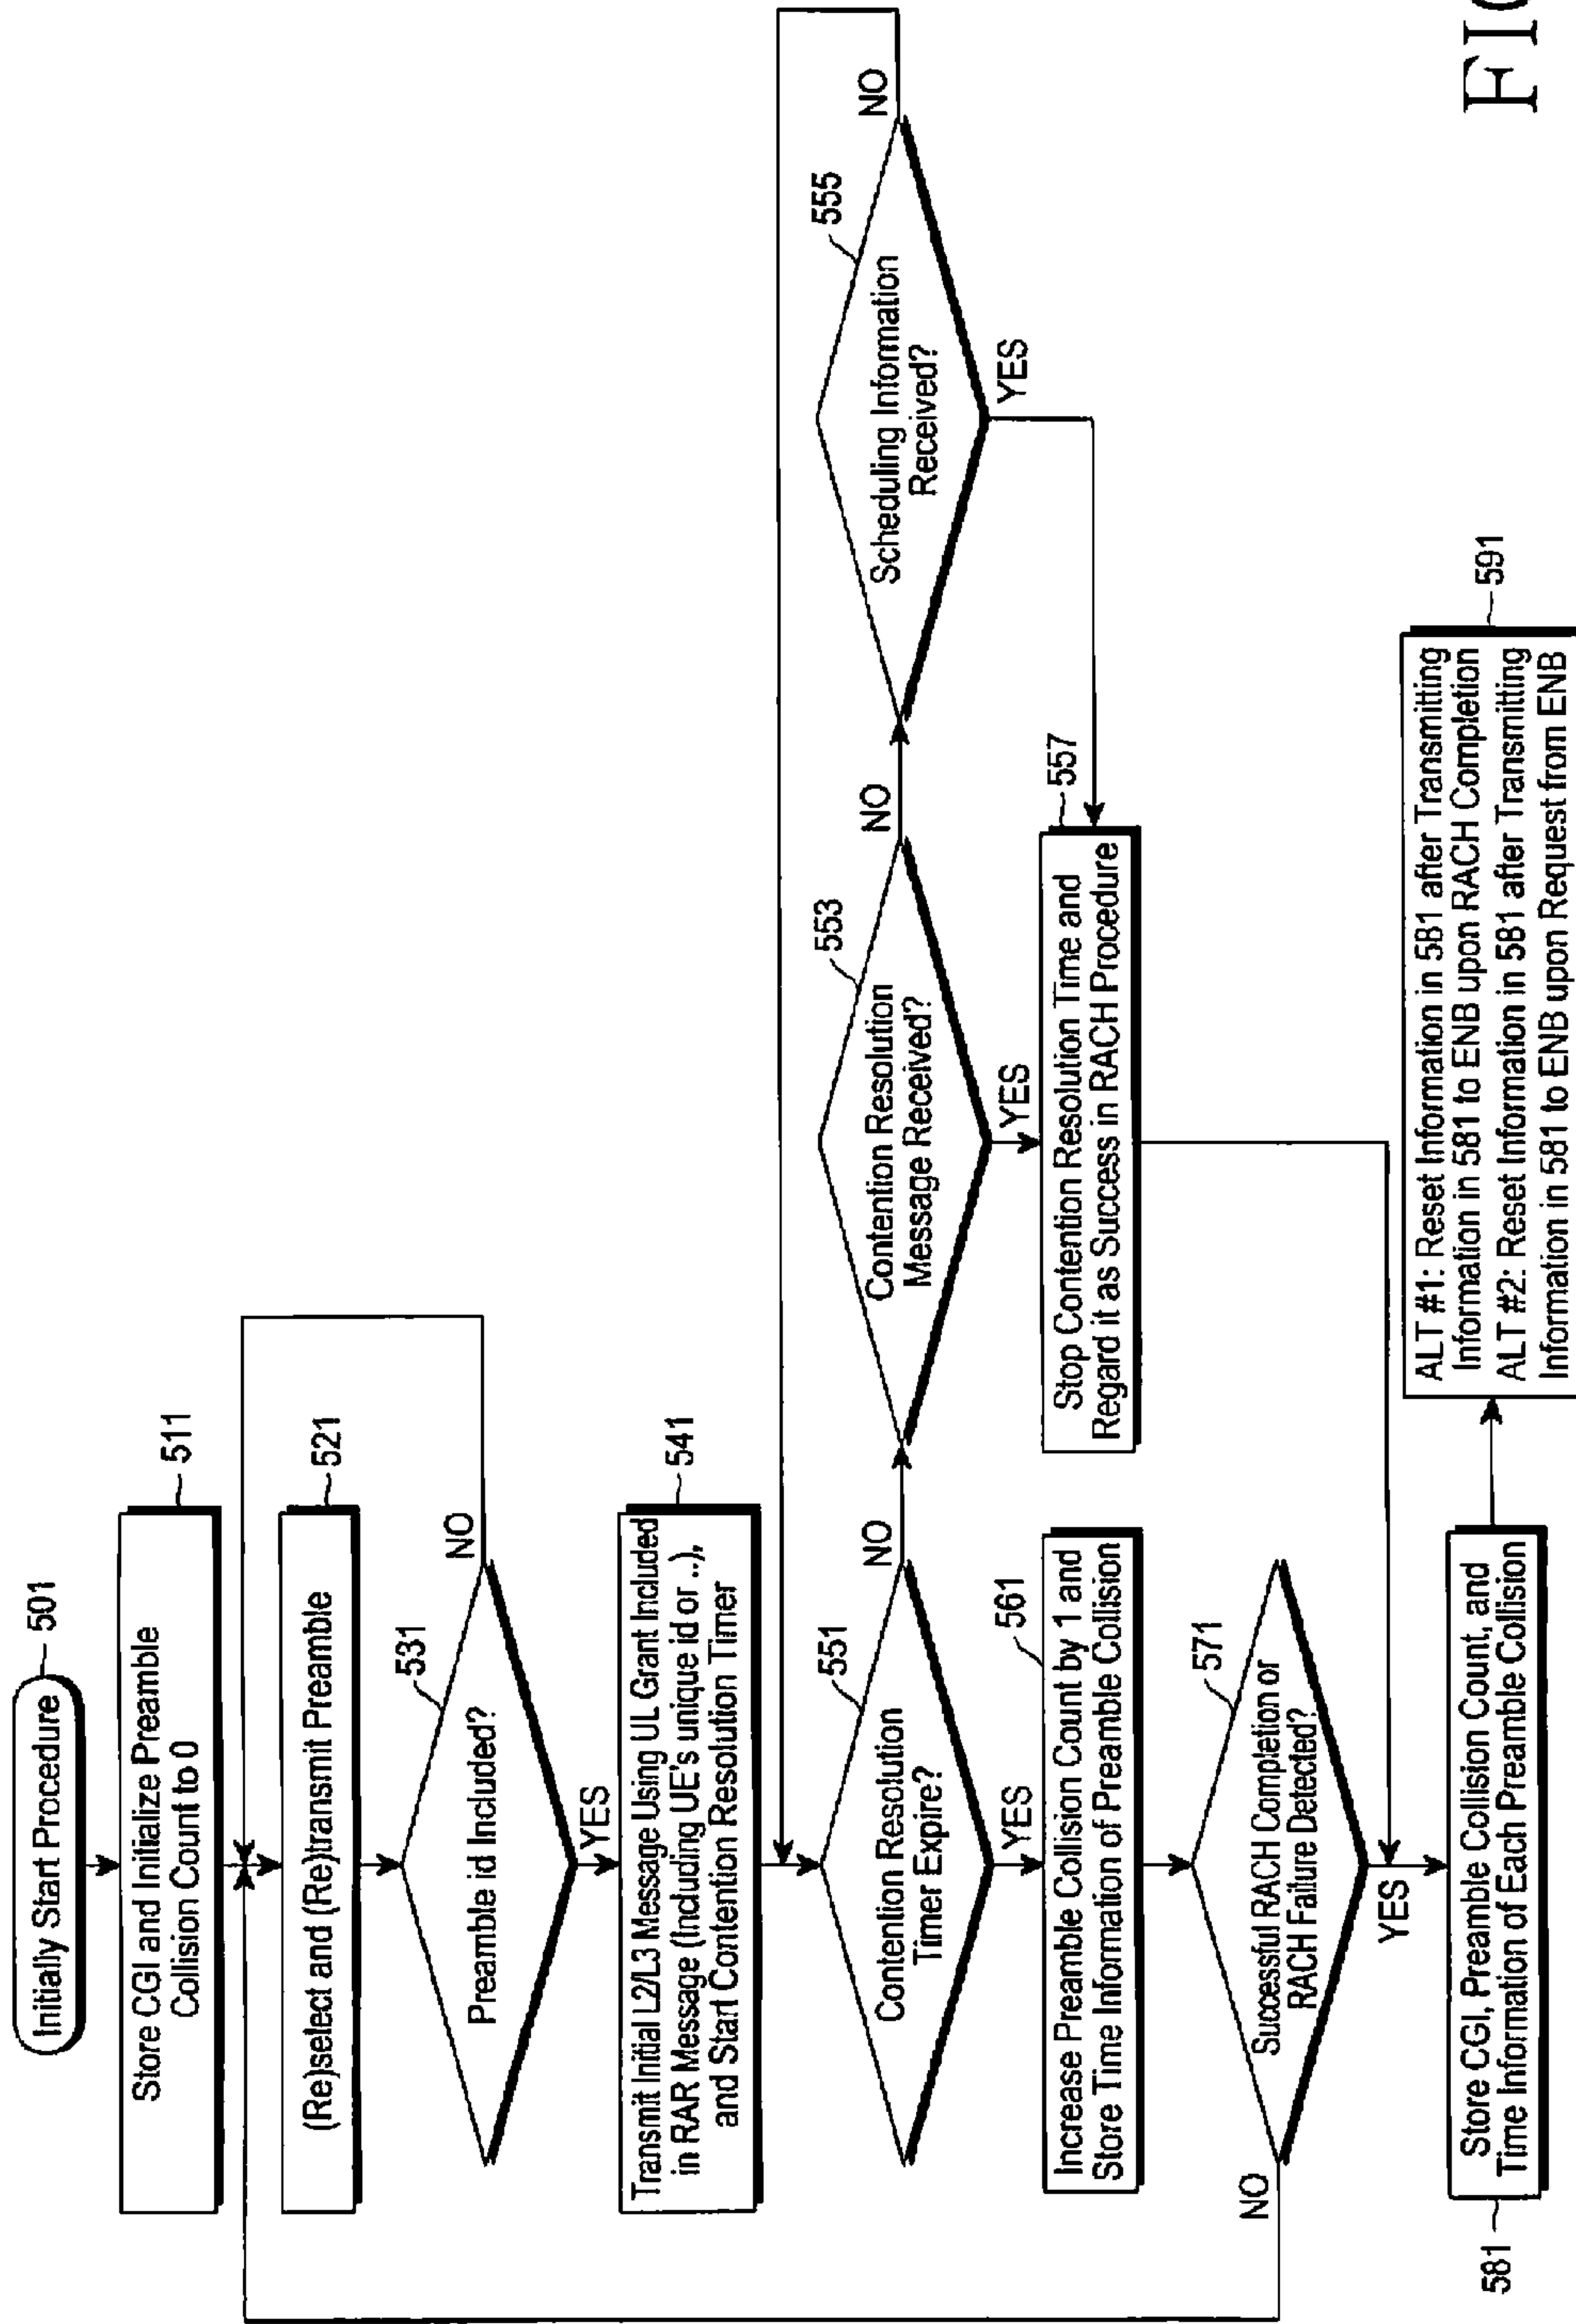 Initially Start Procedure
501
Store CGI and Initialize Preamble
Collision Count to 0
511
(Re)select and (Re)transmit Preamble
521
Preamble id Included?
531
NO
YES
Transmit Initial L2/L3 Message Using UL Grant Included
in RAR Message (Including UE's unique id or ..),
and Start Contention Resolution Timer
541
Contention Resolution
Timer Expire?
551
NO
YES
Contention Resolution
Message Received?
553
NO
YES
Scheduling Information
Received?
555
NO
YES
Stop Contention Resolution Time and
Regard it as Success in RACH Procedure
557
Increase Preamble Collision Count by 1 and
Store Time Information of Preamble Collision
561
Successful RACH Completion or
RACH Failure Detected?
571
NO
YES
Store CGI, Preamble Collision Count, and
Time Information of Each Preamble Collision
581
ALT #1: Reset Information in 581 after Transmitting
Information in 581 to ENB upon RACH Completion
ALT #2: Reset Information in 581 after Transmitting
Information in 581 to ENB upon Request from ENB
591